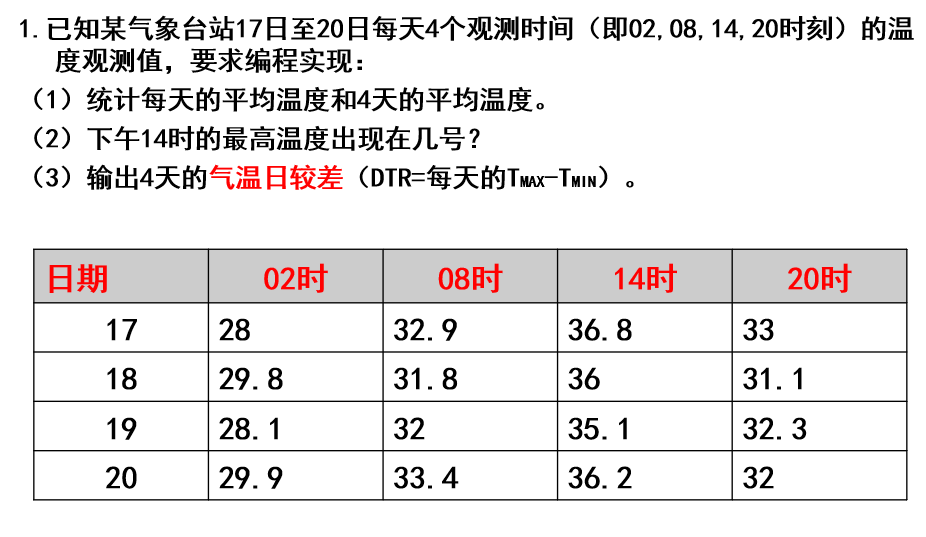 1.已知某气象台站17日至20日每天4个观测时间（即02,08,14,20时刻）的温
度观测值，要求编程实现：
（1）统计每天的平均温度和4天的平均温度。
（2）下午14时的最高温度出现在几号？
（3）输出4天的气温日较差（DTR=每天的TMAX-TMIN）。
日期 02时 08时 14时 20时
17 28 32.9 36.8 33
18 29.8 31.8 36 31.1
19 28.1 32 35.1 32.3
20 29.9 33.4 36.2 32